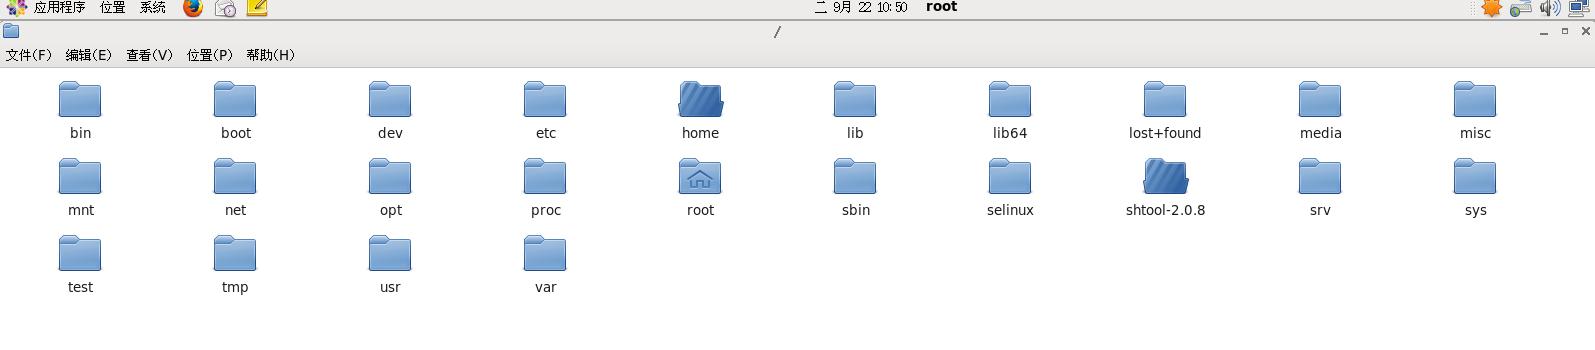 应用程序 位置 系统 二 9月 22 10:50 root
/
文件(F) 编辑(E) 查看(V) 位置(P) 帮助(H)
bin boot dev etc home lib lib64 lost+found media misc
mnt net opt proc root sbin selinux shtool-2.0.8 srv sys
test tmp usr var